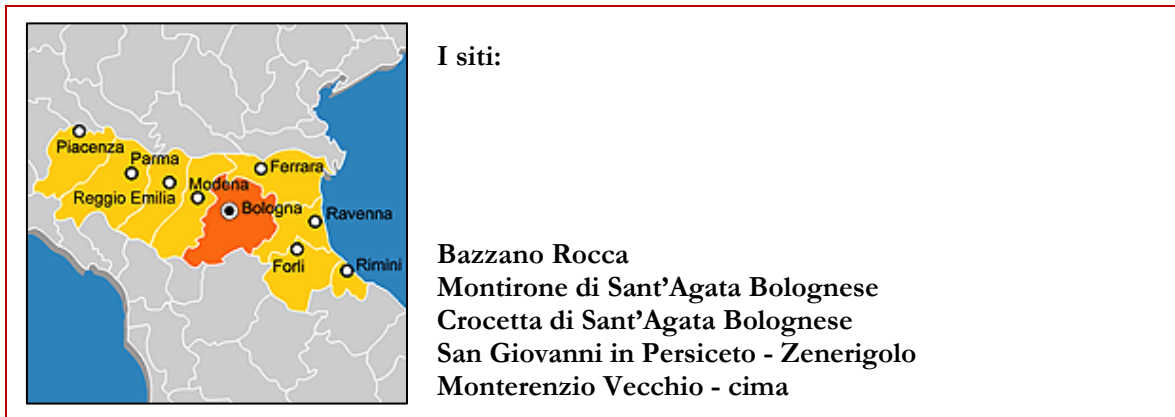 I siti:
Piacenza
Parma
Ferrara
Modena
Reggio Emilia
Bologna
Ravenna
Forlì
Rimini
Bazzano Rocca
Montirone di Sant’Agata Bolognese
Crocetta di Sant’Agata Bolognese
San Giovanni in Persiceto - Zenerigolo
Monterenzio Vecchio - cima